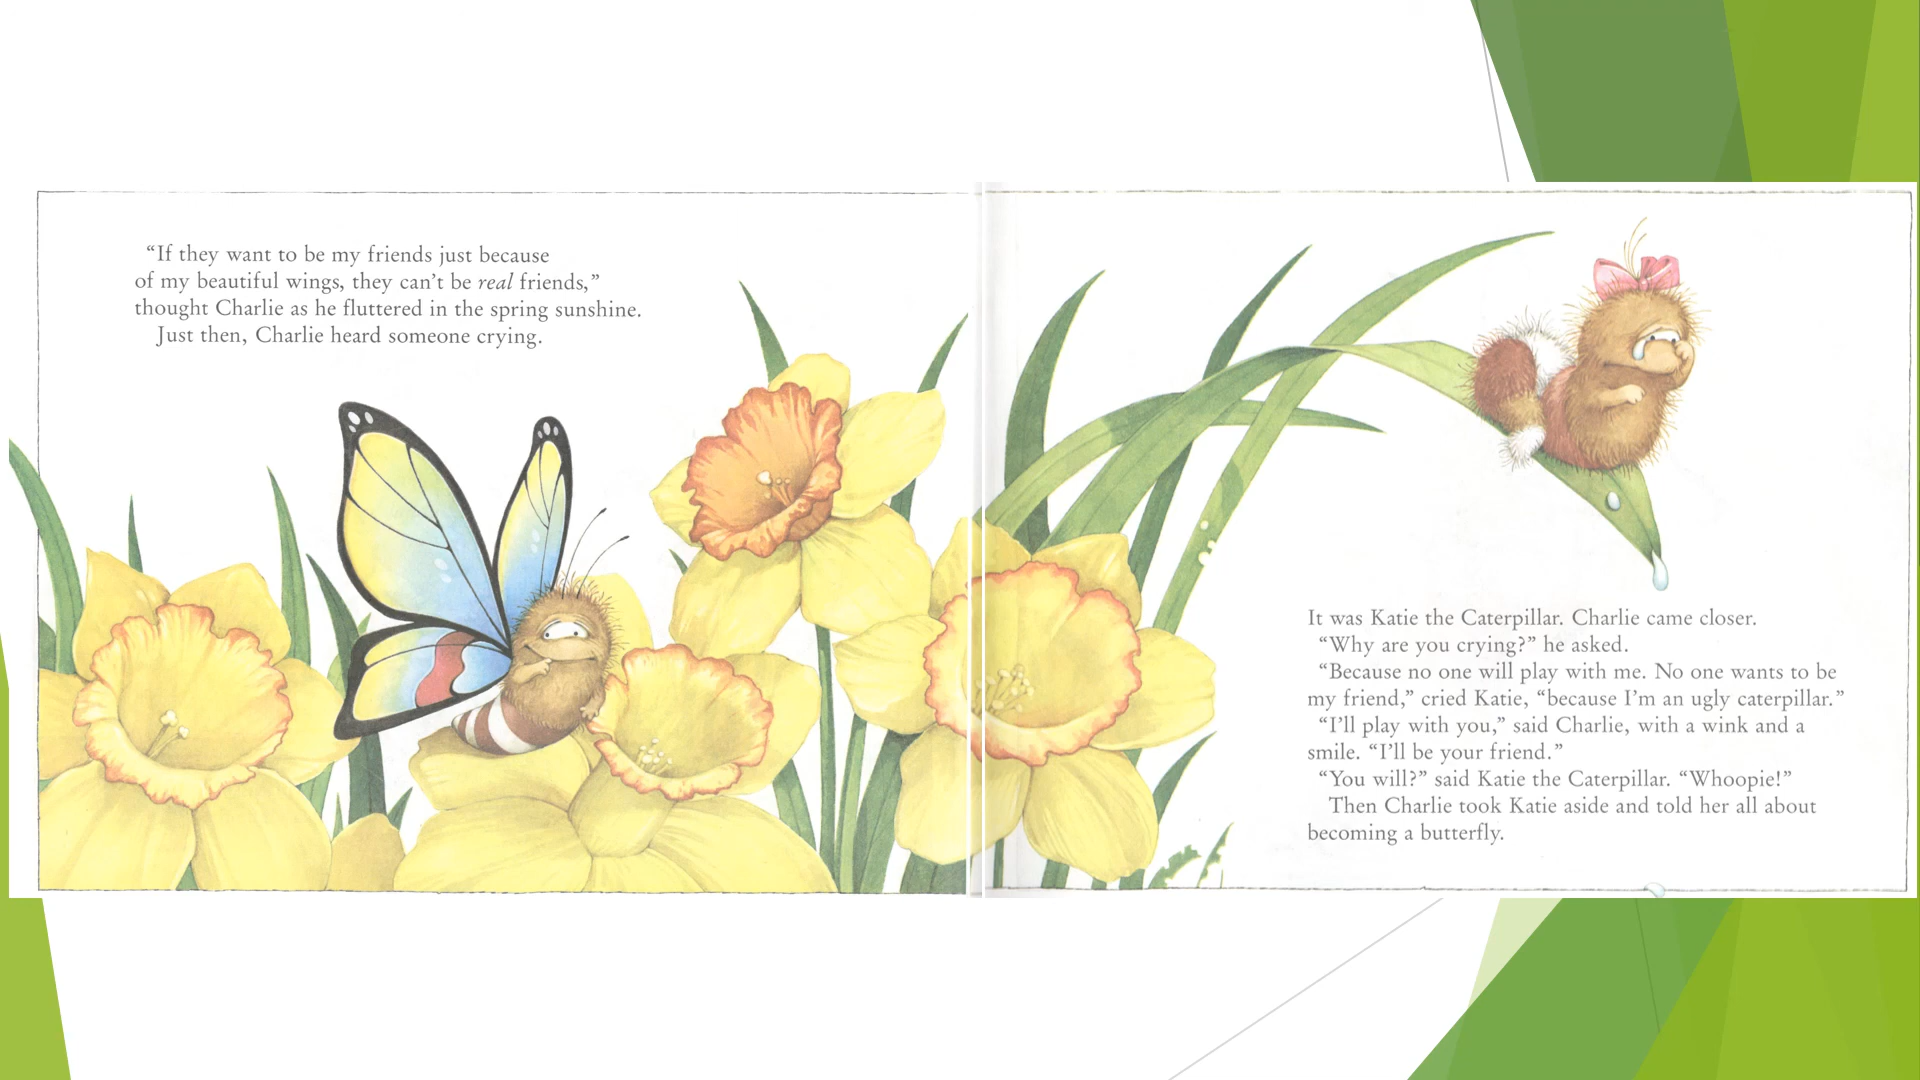 “If they want to be my friends just because
of my beautiful wings, they can’t be real friends,”
thought Charlie as he fluttered in the spring sunshine.
Just then, Charlie heard someone crying.
It was Katie the Caterpillar. Charlie came closer.
“Why are you crying?” he asked.
“Because no one will play with me. No one wants to be
my friend,” cried Katie, “because I’m an ugly caterpillar.”
“I’ll play with you,” said Charlie, with a wink and a
smile. “I’ll be your friend.”
“You will?” said Katie the Caterpillar. “Whoopie!”
Then Charlie took Katie aside and told her all about
becoming a butterfly.